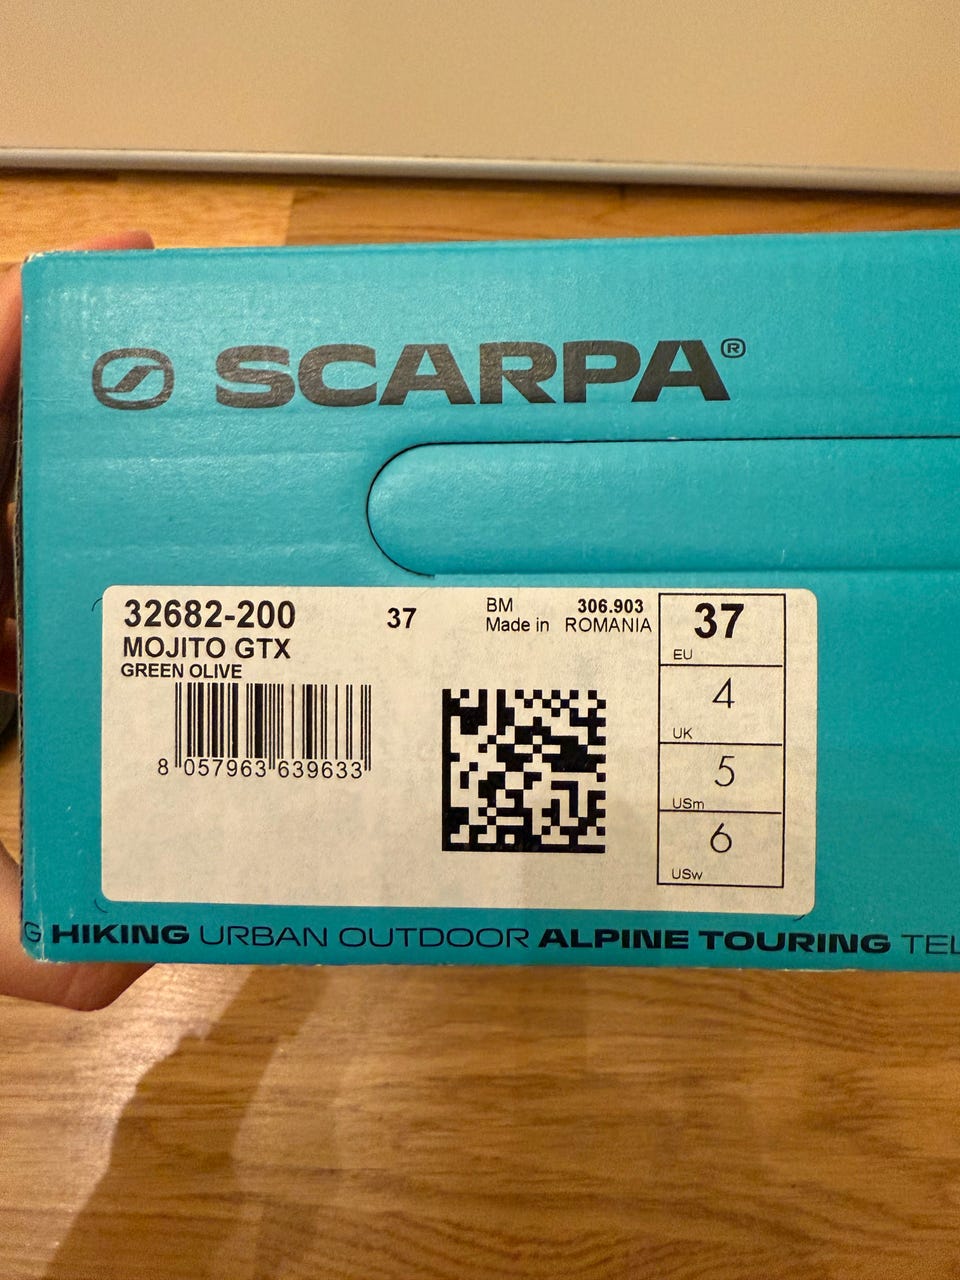 SCARPA®
32682-200
37
MOJITO GTX
GREEN OLIVE
8 057963 639633
BM 306.903
Made in ROMANIA
37
EU
4
UK
5
USm
6
USw
G HIKING URBAN OUTDOOR ALPINE TOURING TEL